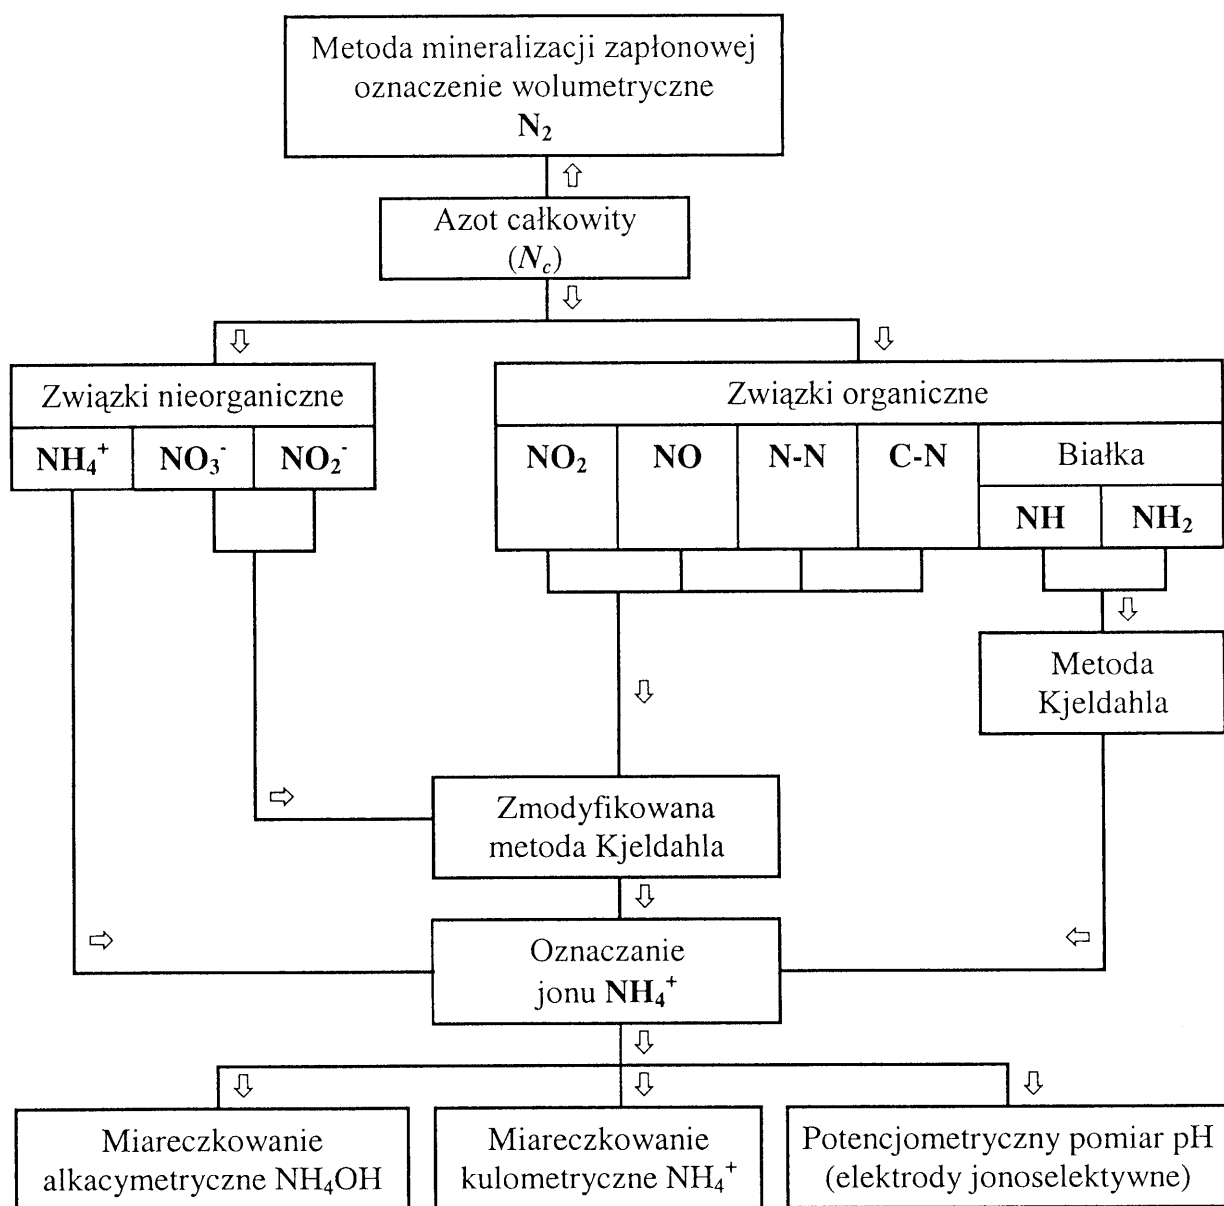 Metoda mineralizacji zapłonowej
oznaczenie wolumetryczne
N₂
Azot całkowity
(N_c)
Związki nieorganiczne
NH₄⁺ NO₃⁻ NO₂⁻
Związki organiczne
NO₂ NO N-N C-N Białka
NH NH₂
Metoda
Kjeldahla
Zmodyfikowana
metoda Kjeldahla
Oznaczanie
jonu NH₄⁺
Miareczkowanie
alkacymetryczne NH₄OH
Miareczkowanie
kulometryczne NH₄⁺
Potencjometryczny pomiar pH
(elektrody jonoselektywne)